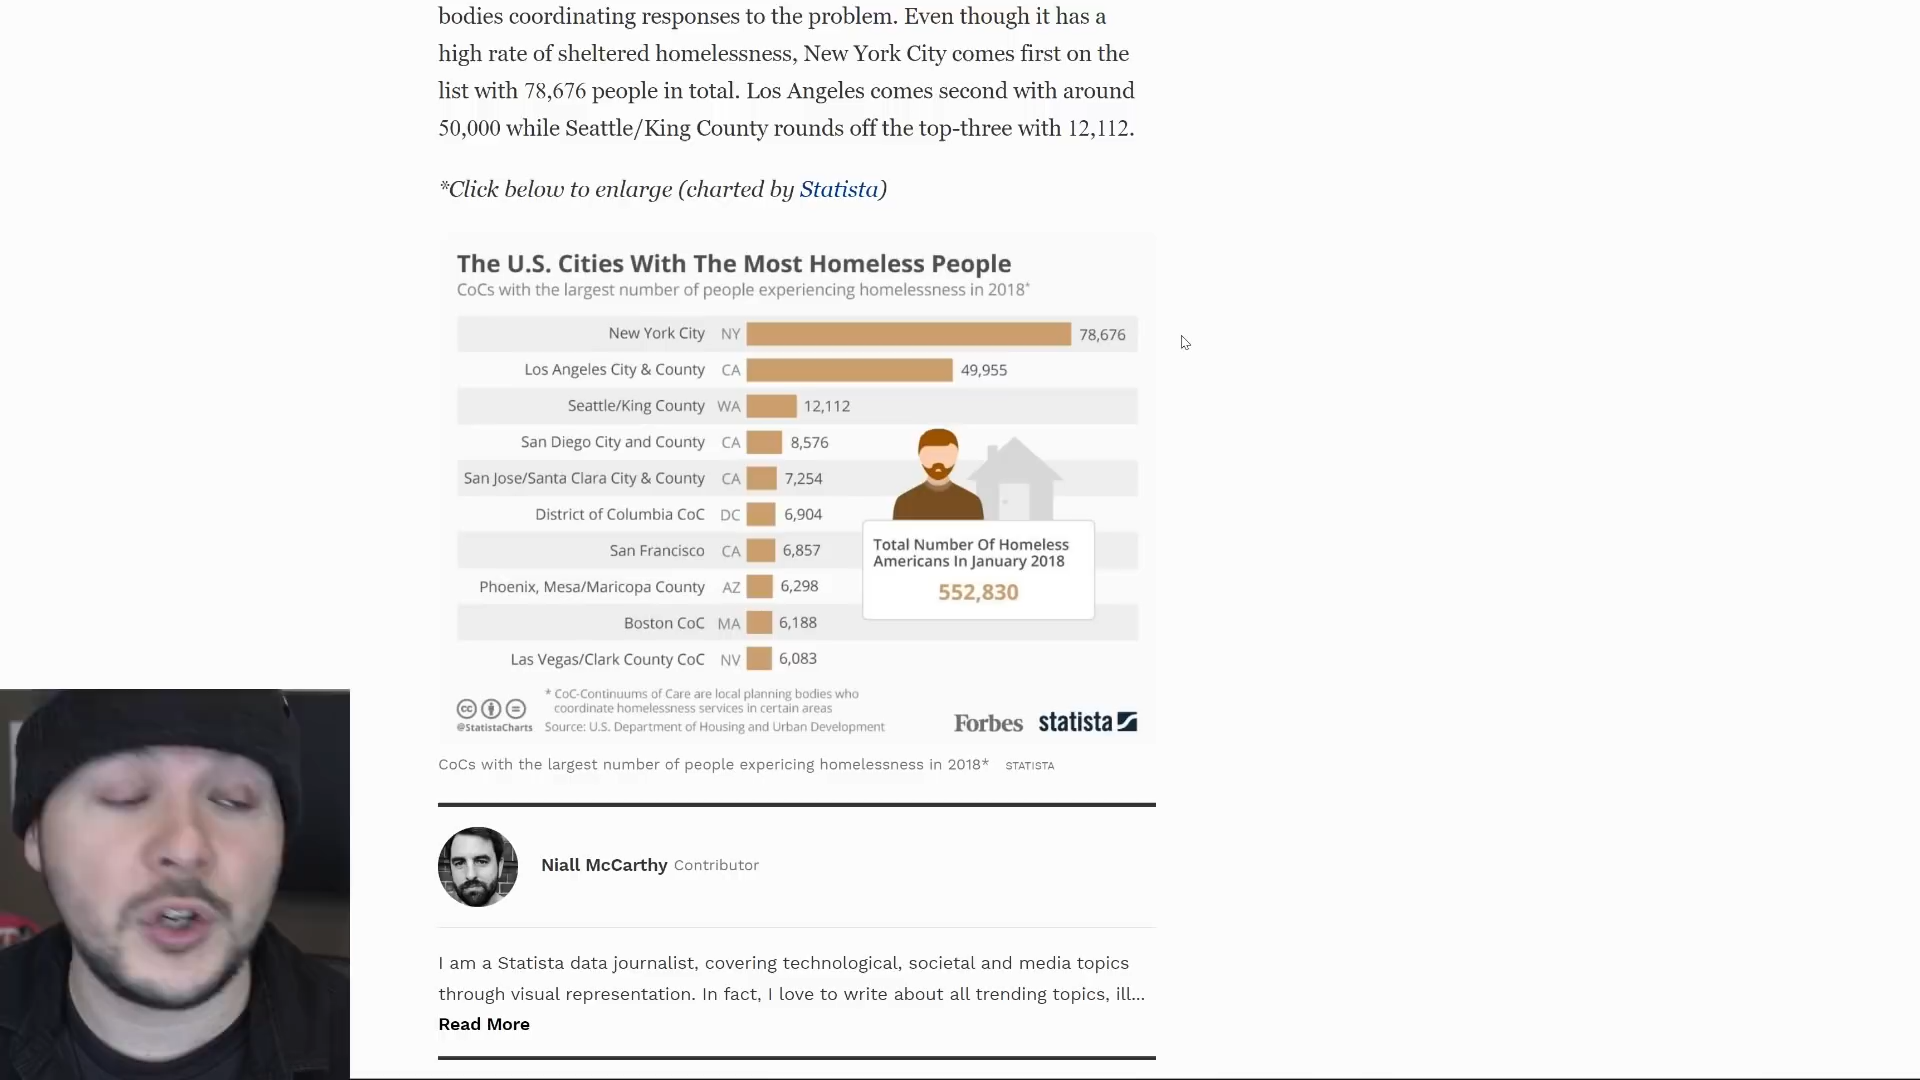 bodies coordinating responses to the problem. Even though it has a
high rate of sheltered homelessness, New York City comes first on the
list with 78,676 people in total. Los Angeles comes second with around
50,000 while Seattle/King County rounds off the top-three with 12,112.
*Click below to enlarge (charted by Statista)
The U.S. Cities With The Most Homeless People
CoCs with the largest number of people experiencing homelessness in 2018*
New York City NY 78,676
Los Angeles City & County CA 49,955
Seattle/King County WA 12,112
San Diego City and County CA 8,576
San Jose/Santa Clara City & County CA 7,254
District of Columbia CoC DC 6,904
San Francisco CA 6,857
Phoenix, Mesa/Maricopa County AZ 6,298
Boston CoC MA 6,188
Las Vegas/Clark County CoC NV 6,083
Total Number Of Homeless
Americans In January 2018
552,830
* CoC-Continuums of Care are local planning bodies who
coordinate homelessness services in certain areas
@StatistaCharts Source: U.S. Department of Housing and Urban Development
Forbes statista
CoCs with the largest number of people expericing homelessness in 2018* STATISTA
Niall McCarthy Contributor
I am a Statista data journalist, covering technological, societal and media topics
through visual representation. In fact, I love to write about all trending topics, ill...
Read More